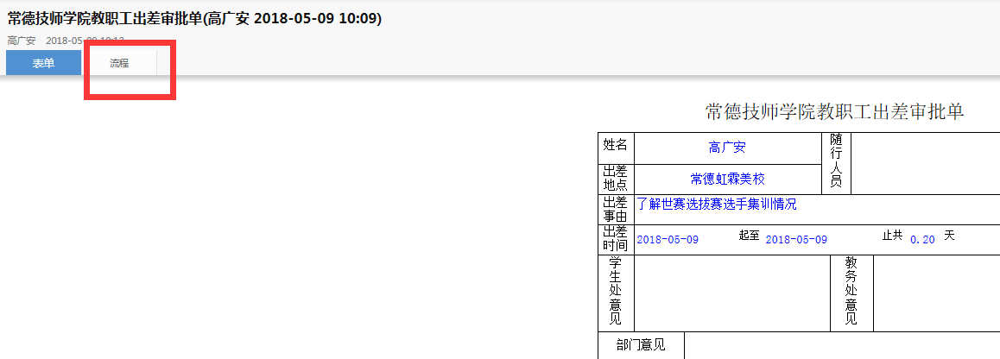 常德技师学院教职工出差审批单(高广安 2018-05-09 10:09)
高广安 2018-05-09 10:12
表单 流程
常德技师学院教职工出差审批单
姓名 高广安 随行人员
出差地点 常德虹霖美校
出差事由 了解世赛选拔赛选手集训情况
出差时间 2018-05-09 起至 2018-05-09 止共 0.20 天
学生处意见 教务处意见
部门意见